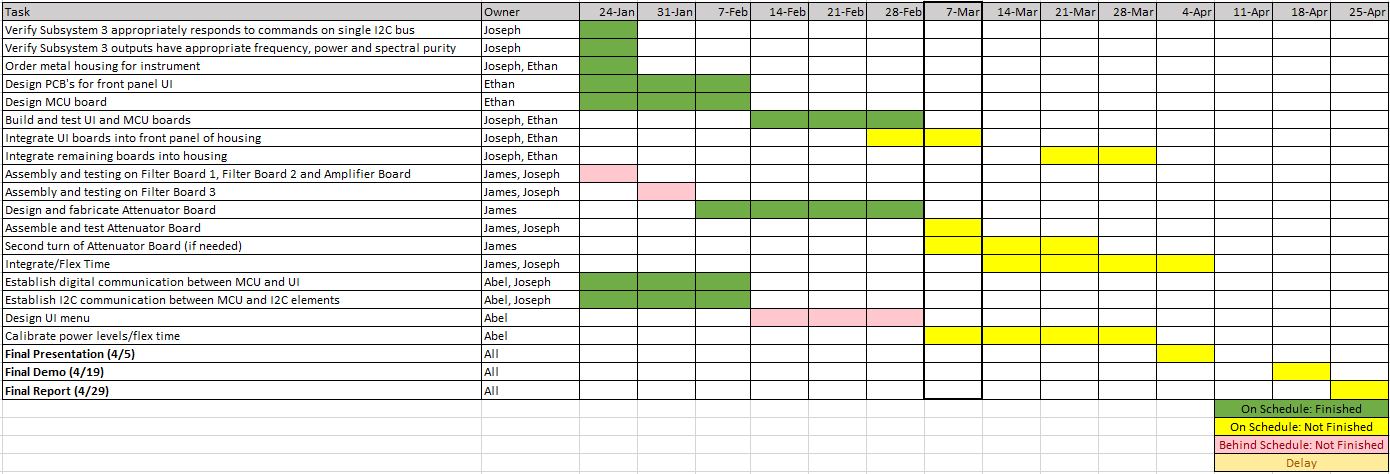 Task Owner 24-Jan 31-Jan 7-Feb 14-Feb 21-Feb 28-Feb 7-Mar 14-Mar 21-Mar 28-Mar 4-Apr 11-Apr 18-Apr 25-Apr
Verify Subsystem 3 appropriately responds to commands on single I2C bus Joseph
Verify Subsystem 3 outputs have appropriate frequency, power and spectral purity Joseph
Order metal housing for instrument Joseph, Ethan
Design PCB's for front panel UI Ethan
Design MCU board Ethan
Build and test UI and MCU boards Joseph, Ethan
Integrate UI boards into front panel of housing Joseph, Ethan
Integrate remaining boards into housing Joseph, Ethan
Assembly and testing on Filter Board 1, Filter Board 2 and Amplifier Board James, Joseph
Assembly and testing on Filter Board 3 James, Joseph
Design and fabricate Attenuator Board James
Assemble and test Attenuator Board James, Joseph
Second turn of Attenuator Board (if needed) James
Integrate/Flex Time James, Joseph
Establish digital communication between MCU and UI Abel, Joseph
Establish I2C communication between MCU and I2C elements Abel, Joseph
Design UI menu Abel
Calibrate power levels/flex time Abel
Final Presentation (4/5) All
Final Demo (4/19) All
Final Report (4/29) All
On Schedule: Finished
On Schedule: Not Finished
Behind Schedule: Not Finished
Delay